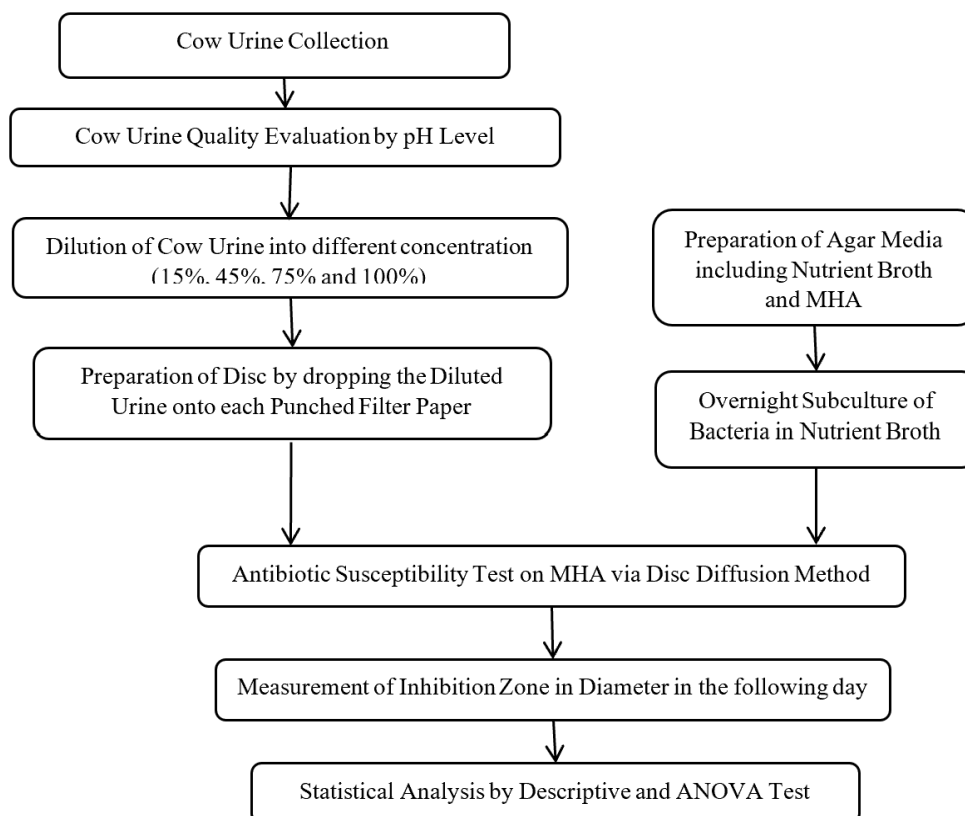 Cow Urine Collection
Cow Urine Quality Evaluation by pH Level
Dilution of Cow Urine into different concentration
(15%, 45%, 75% and 100%)
Preparation of Disc by dropping the Diluted
Urine onto each Punched Filter Paper
Preparation of Agar Media
including Nutrient Broth
and MHA
Overnight Subculture of
Bacteria in Nutrient Broth
Antibiotic Susceptibility Test on MHA via Disc Diffusion Method
Measurement of Inhibition Zone in Diameter in the following day
Statistical Analysis by Descriptive and ANOVA Test